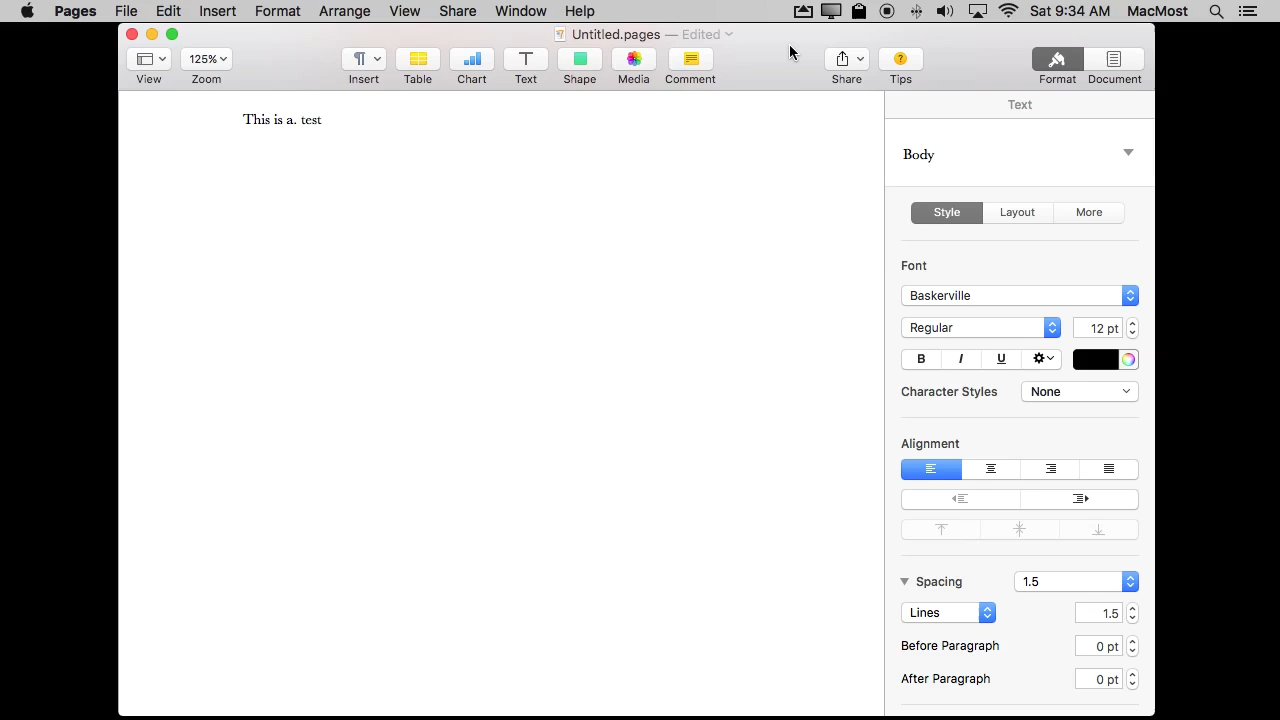 Pages File Edit Insert Format Arrange View Share Window Help Sat 9:34 AM MacMost
Untitled.pages — Edited
125%
View Zoom Insert Table Chart Text Shape Media Comment Share Tips Format Document
This is a. test
Text
Body
Style Layout More
Font
Baskerville
Regular 12 pt
B I U
Character Styles None
Alignment
Spacing 1.5
Lines 1.5
Before Paragraph 0 pt
After Paragraph 0 pt